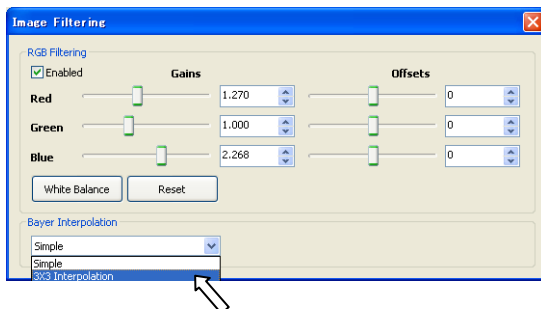 Image Filtering
RGB Filtering
Enabled Gains Offsets
Red 1.270 0
Green 1.000 0
Blue 2.268 0
White Balance Reset
Bayer Interpolation
Simple
Simple
3X3 Interpolation